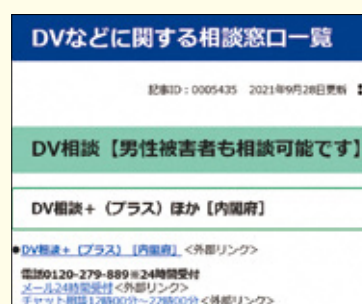 DVなどに関する相談窓口一覧
記事ID：0005435 2021年9月28日更新
DV相談【男性被害者も相談可能です】
DV相談＋（プラス）ほか［内閣府］
●DV相談＋（プラス）［内閣府］＜外部リンク＞
電話0120-279-889※24時間受付
メール24時間受付＜外部リンク＞
チャット相談12時00分～22時00分＜外部リンク＞